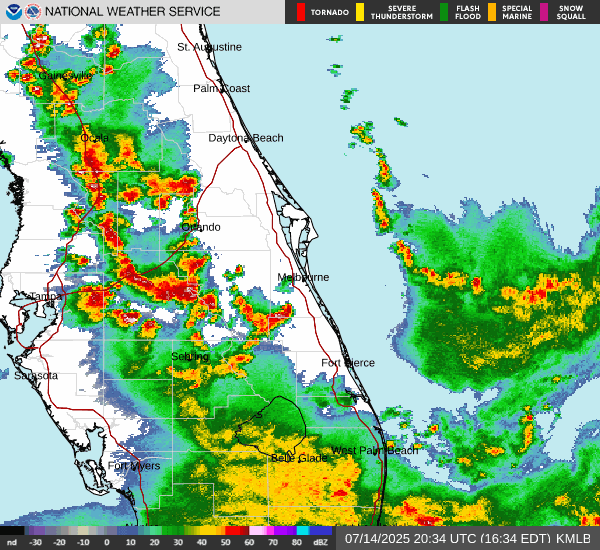 NATIONAL WEATHER SERVICE
TORNADO
SEVERE
THUNDERSTORM
FLASH
FLOOD
SPECIAL
MARINE
SNOW
SQUALL
St. Augustine
Gainesville
Palm Coast
Ocala
Daytona Beach
Orlando
Melbourne
Tampa
Sebring
Fort Pierce
Sarasota
West Palm Beach
Belle Glade
Fort Myers
nd -30 -20 -10 0 10 20 30 40 50 60 70 80 dBZ
07/14/2025 20:34 UTC (16:34 EDT) KMLB